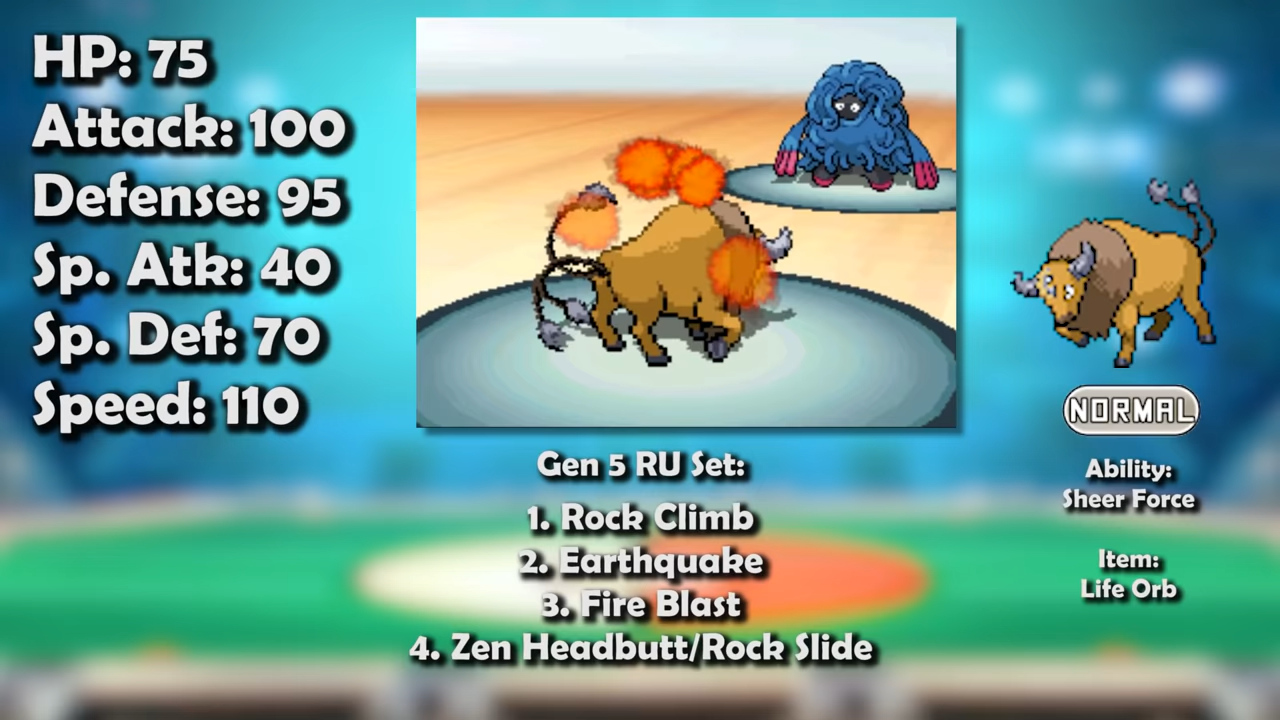 HP: 75
Attack: 100
Defense: 95
Sp. Atk: 40
Sp. Def: 70
Speed: 110
Gen 5 RU Set:
1. Rock Climb
2. Earthquake
3. Fire Blast
4. Zen Headbutt/Rock Slide
NORMAL
Ability:
Sheer Force
Item:
Life Orb